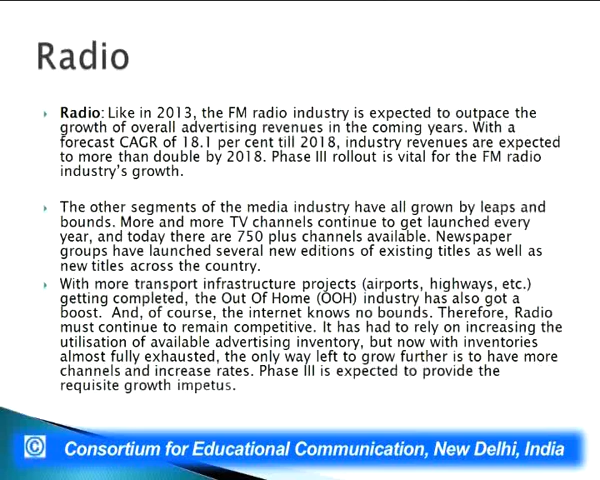 Radio
Radio: Like in 2013, the FM radio industry is expected to outpace the
growth of overall advertising revenues in the coming years. With a
forecast CAGR of 18.1 per cent till 2018, industry revenues are expected
to more than double by 2018. Phase III rollout is vital for the FM radio
industry's growth.
The other segments of the media industry have all grown by leaps and
bounds. More and more TV channels continue to get launched every
year, and today there are 750 plus channels available. Newspaper
groups have launched several new editions of existing titles as well as
new titles across the country.
With more transport infrastructure projects (airports, highways, etc.)
getting completed, the Out Of Home (OOH) industry has also got a
boost. And, of course, the internet knows no bounds. Therefore, Radio
must continue to remain competitive. It has had to rely on increasing the
utilisation of available advertising inventory, but now with inventories
almost fully exhausted, the only way left to grow further is to have more
channels and increase rates. Phase III is expected to provide the
requisite growth impetus.
© Consortium for Educational Communication, New Delhi, India